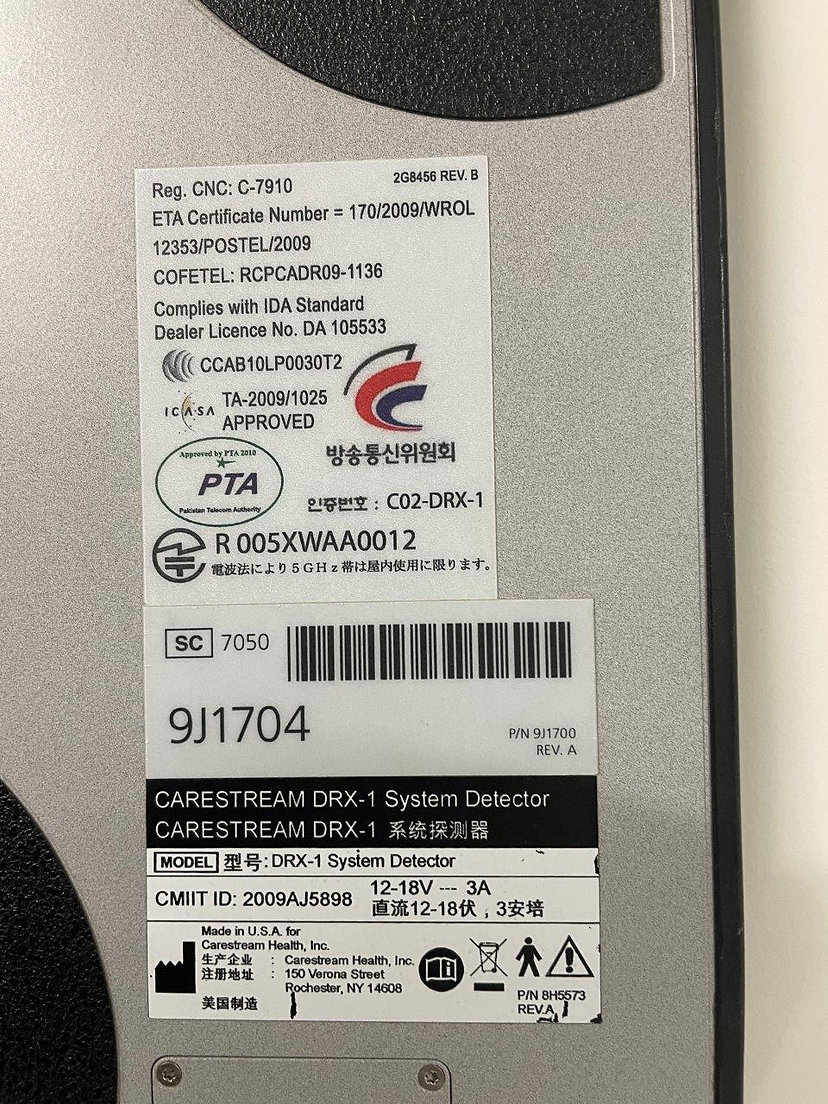 Reg. CNC: C-7910
2G8456 REV. B
ETA Certificate Number = 170/2009/WROL
12353/POSTEL/2009
COFETEL: RCPCADR09-1136
Complies with IDA Standard
Dealer Licence No. DA 105533
CCAB10LP0030T2
ICASA
TA-2009/1025
APPROVED
방송통신위원회
Approved by PTA 2010
PTA
Pakistan Telecom Authority
인증번호 : C02-DRX-1
R 005XWAA0012
電波法により5GHz帯は屋内使用に限ります。
SC 7050
9J1704
P/N 9J1700
REV. A
CARESTREAM DRX-1 System Detector
CARESTREAM DRX-1 系统探测器
MODEL 型号: DRX-1 System Detector
CMIIT ID: 2009AJ5898
12-18V --- 3A
直流12-18伏，3安培
Made in U.S.A. for
Carestream Health, Inc.
生产企业 : Carestream Health, Inc.
注册地址 : 150 Verona Street
Rochester, NY 14608
美国制造
P/N 8H5573
REV.A